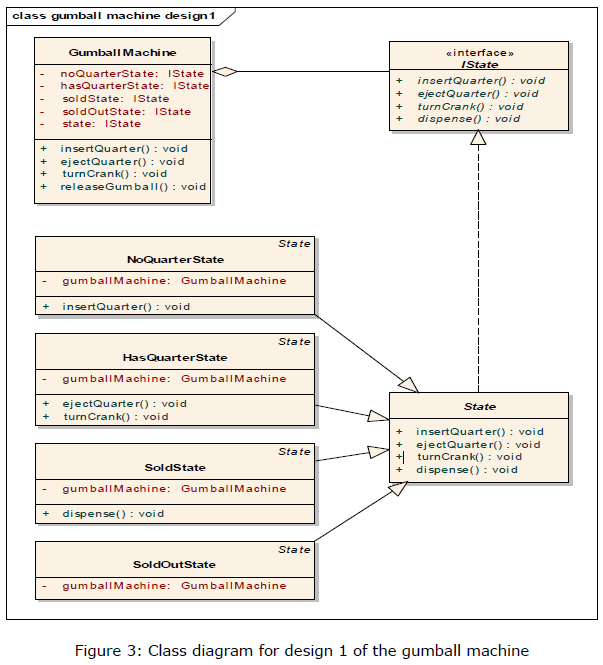 class gumball machine design1
Gumball Machine
- noQuarterState: IState
- hasQuarterState: IState
- soldState: IState
- soldOutState: IState
- state: IState
+ insertQuarter() : void
+ ejectQuarter() : void
+ turnCrank() : void
+ releaseGumball() : void
«interface»
IState
+ insertQuarter() : void
+ ejectQuarter() : void
+ turnCrank() : void
+ dispense() : void
State
NoQuarterState
- gumballMachine: GumballMachine
+ insertQuarter() : void
State
HasQuarterState
- gumballMachine: GumballMachine
+ ejectQuarter() : void
+ turnCrank() : void
State
SoldState
- gumballMachine: GumballMachine
+ dispense() : void
State
SoldOutState
- gumballMachine: GumballMachine
State
+ insertQuarter() : void
+ ejectQuarter() : void
+ turnCrank() : void
+ dispense() : void
Figure 3: Class diagram for design 1 of the gumball machine